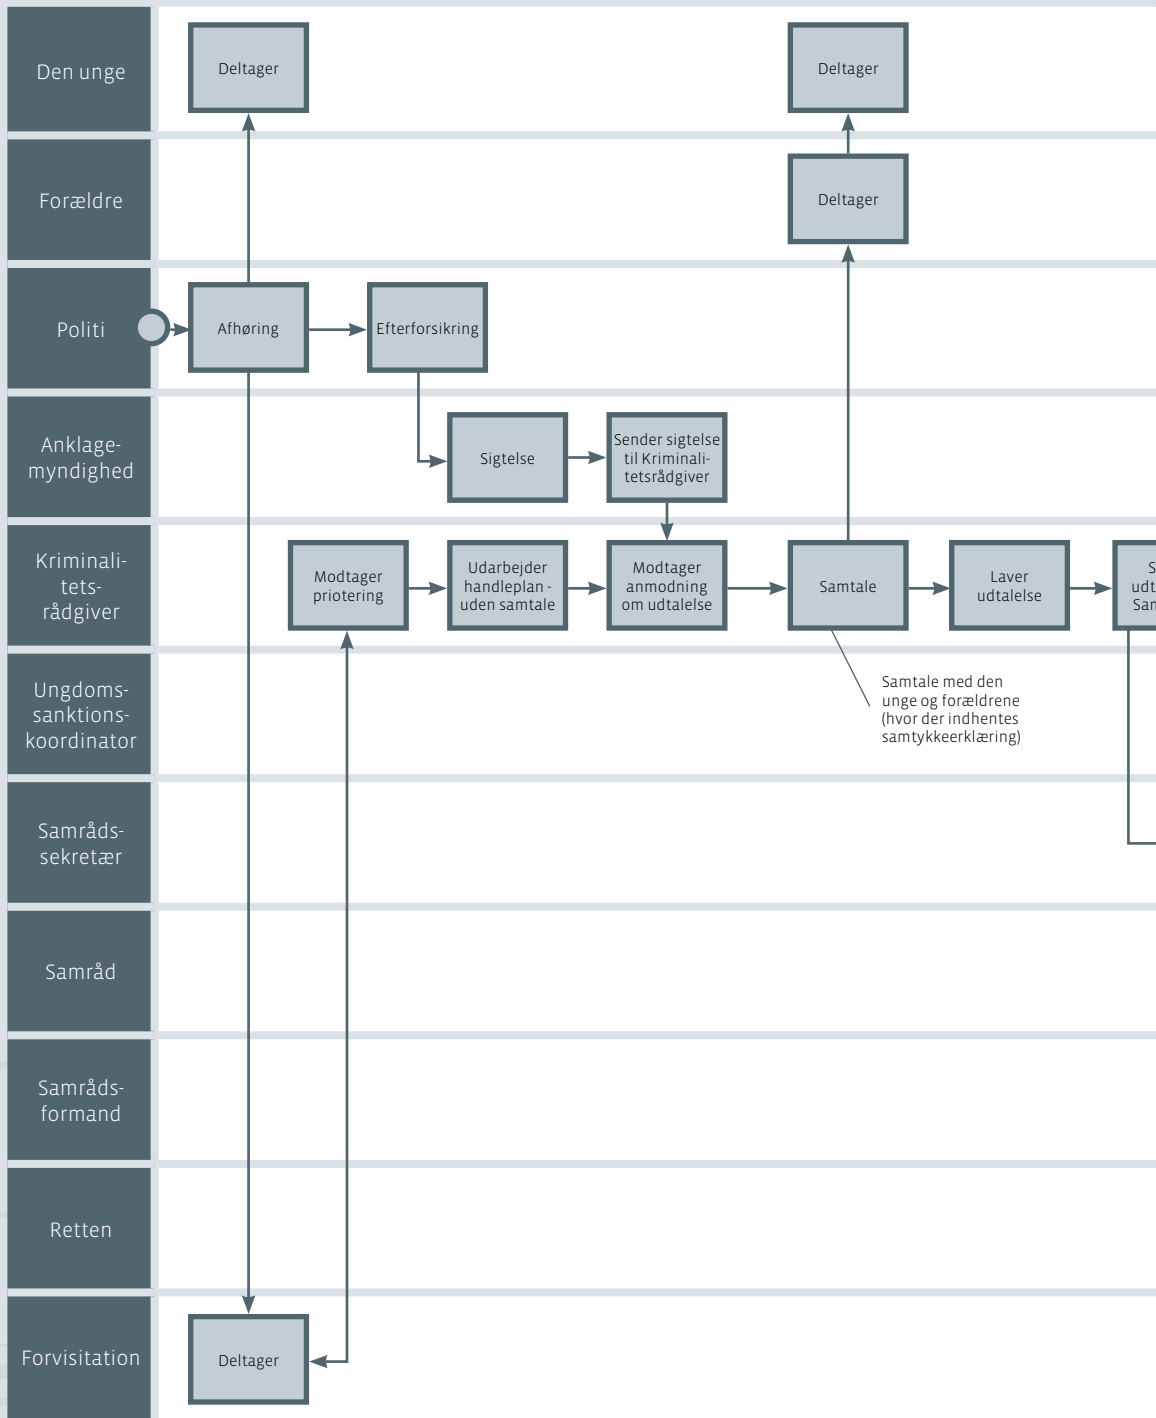 Den unge
Deltager
Deltager
Forældre
Deltager
Politi
Afhøring
Efterforsikring
Anklage-
myndighed
Sigtelse
Sender sigtelse
til Kriminali-
tetsrådgiver
Kriminali-
tets-
rådgiver
Modtager
priotering
Udarbejder
handleplan -
uden samtale
Modtager
anmodning
om udtalelse
Samtale
Laver
udtalelse
Samtale med den
unge og forældrene
(hvor der indhentes
samtykkeerklæring)
Ungdoms-
sanktions-
koordinator
Samråds-
sekretær
Samråd
Samråds-
formand
Retten
Forvisitation
Deltager